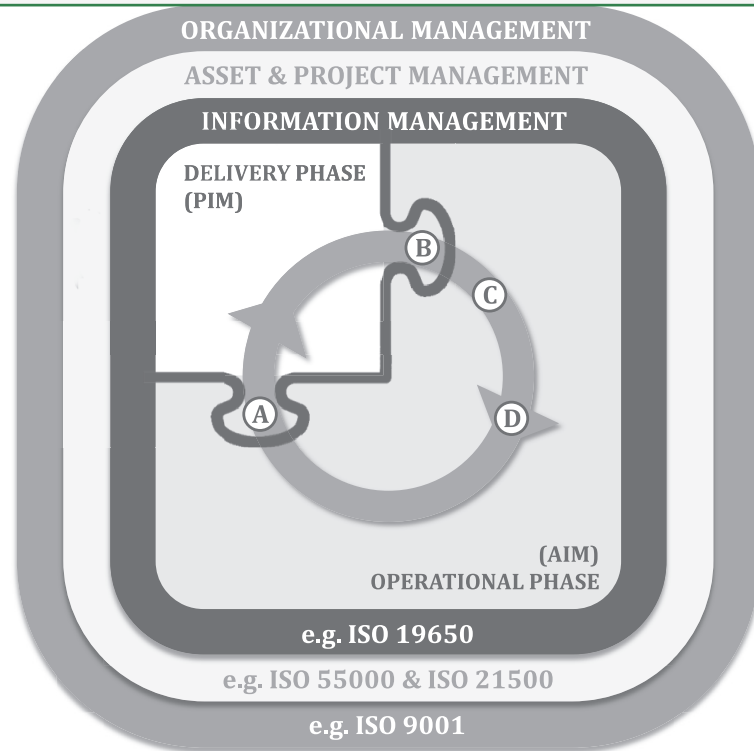 ORGANIZATIONAL MANAGEMENT
ASSET & PROJECT MANAGEMENT
INFORMATION MANAGEMENT
DELIVERY PHASE
(PIM)
B
C
A
D
(AIM)
OPERATIONAL PHASE
e.g. ISO 19650
e.g. ISO 55000 & ISO 21500
e.g. ISO 9001